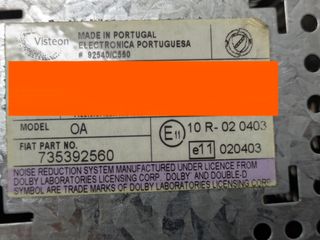 Visteon
MADE IN PORTUGAL
ELECTRONICA PORTUGUESA
# 92540/C550
MODEL OA
E11 10 R- 02 0403
FIAT PART NO.
735392560
e11 020403
NOISE REDUCTION SYSTEM MANUFACTURED UNDER LICENCE FROM
DOLBY LABORATORIES LICENSING CORP. DOLBY, AND DOUBLE-D
SYMBOL ARE TRADE MARKS OF DOLBY LABORATORIES LICENSING CORP.